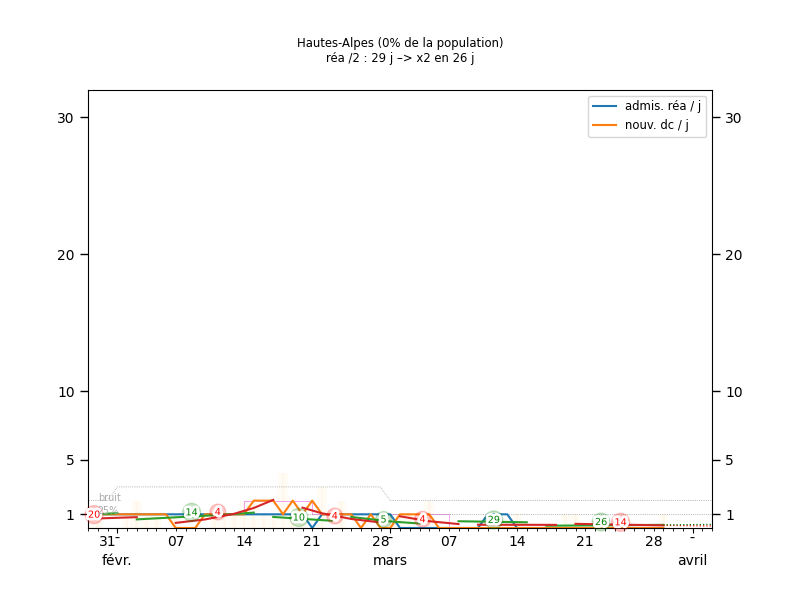 Hautes-Alpes (0% de la population)
réa /2 : 29 j –> x2 en 26 j
admis. réa / j
nouv. dc / j
30 30
20 20
10 10
5 5
1 1
bruit
95%
20 14 4 10 4 5 4 29 26 14
31 07 14 21 28 07 14 21 28 -
févr. mars avril